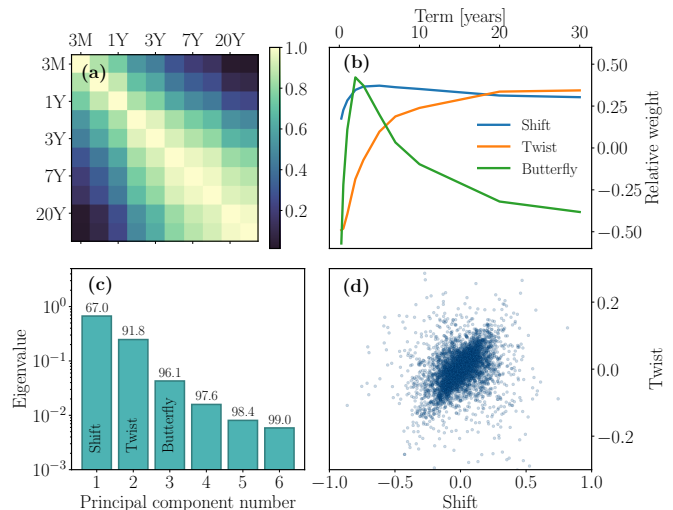 3M 1Y 3Y 7Y 20Y
3M
1Y
3Y
7Y
20Y
(a)
1.0
0.8
0.6
0.4
0.2
Term [years]
0 10 20 30
(b)
Shift
Twist
Butterfly
0.50
0.25
0.00
−0.25
−0.50
Relative weight
(c)
10^0
10^−1
10^−2
10^−3
Eigenvalue
67.0
91.8
96.1
97.6
98.4
99.0
Shift
Twist
Butterfly
1 2 3 4 5 6
Principal component number
(d)
0.2
0.0
−0.2
Twist
−1.0 −0.5 0.0 0.5 1.0
Shift